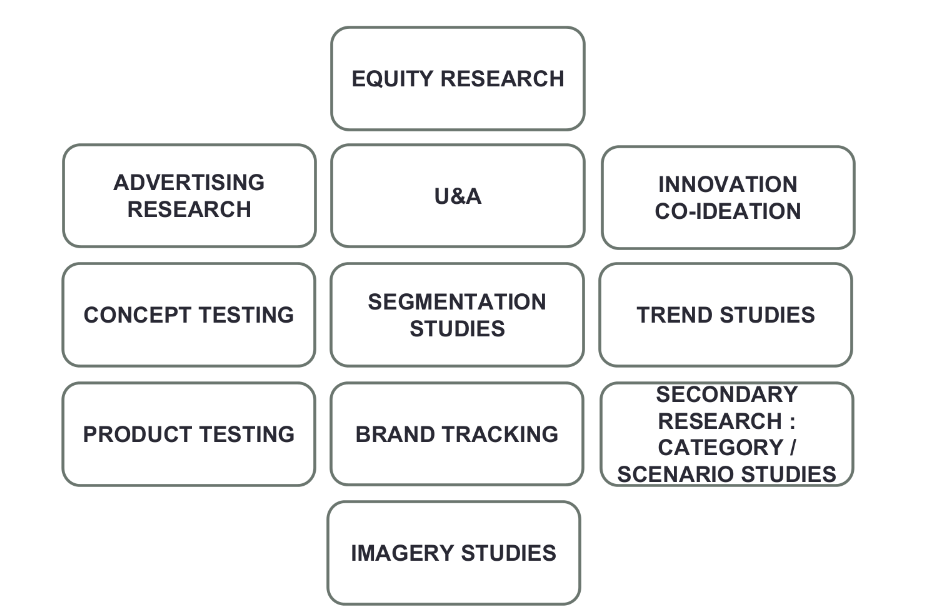 EQUITY RESEARCH
ADVERTISING
RESEARCH
U&A
INNOVATION
CO-IDEATION
CONCEPT TESTING
SEGMENTATION
STUDIES
TREND STUDIES
PRODUCT TESTING
BRAND TRACKING
SECONDARY
RESEARCH :
CATEGORY /
SCENARIO STUDIES
IMAGERY STUDIES